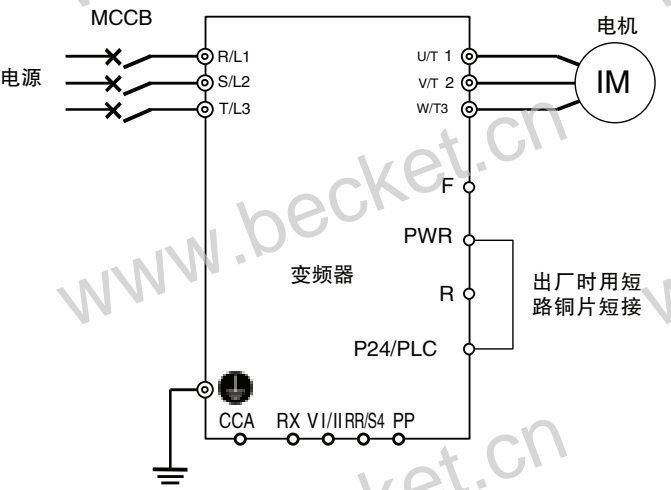 MCCB
电机
电源
R/L1
U/T 1
S/L2
V/T 2
IM
T/L3
W/T3
F
PWR
变频器
R
出厂时用短
路铜片短接
P24/PLC
CCA RX VI/II RR/S4 PP
www.becket.cn
becket.cn